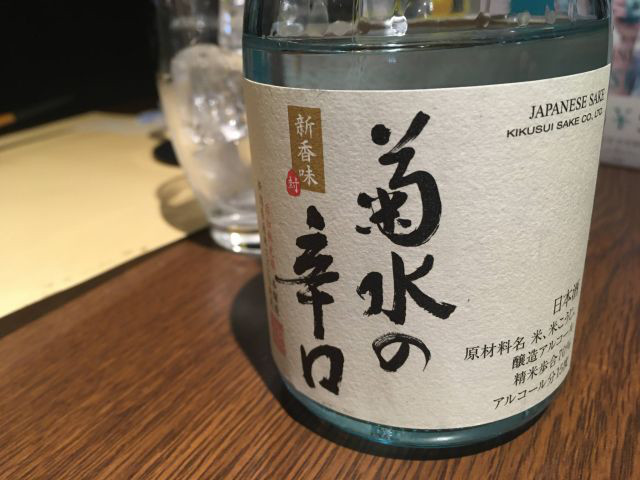 JAPANESE SAKE
KIKUSUI SAKE CO., LTD.
菊水の
辛口
新香味
封
日本酒
原材料名 米、米こうじ、
醸造アルコール
精米歩合70%
アルコール分15度